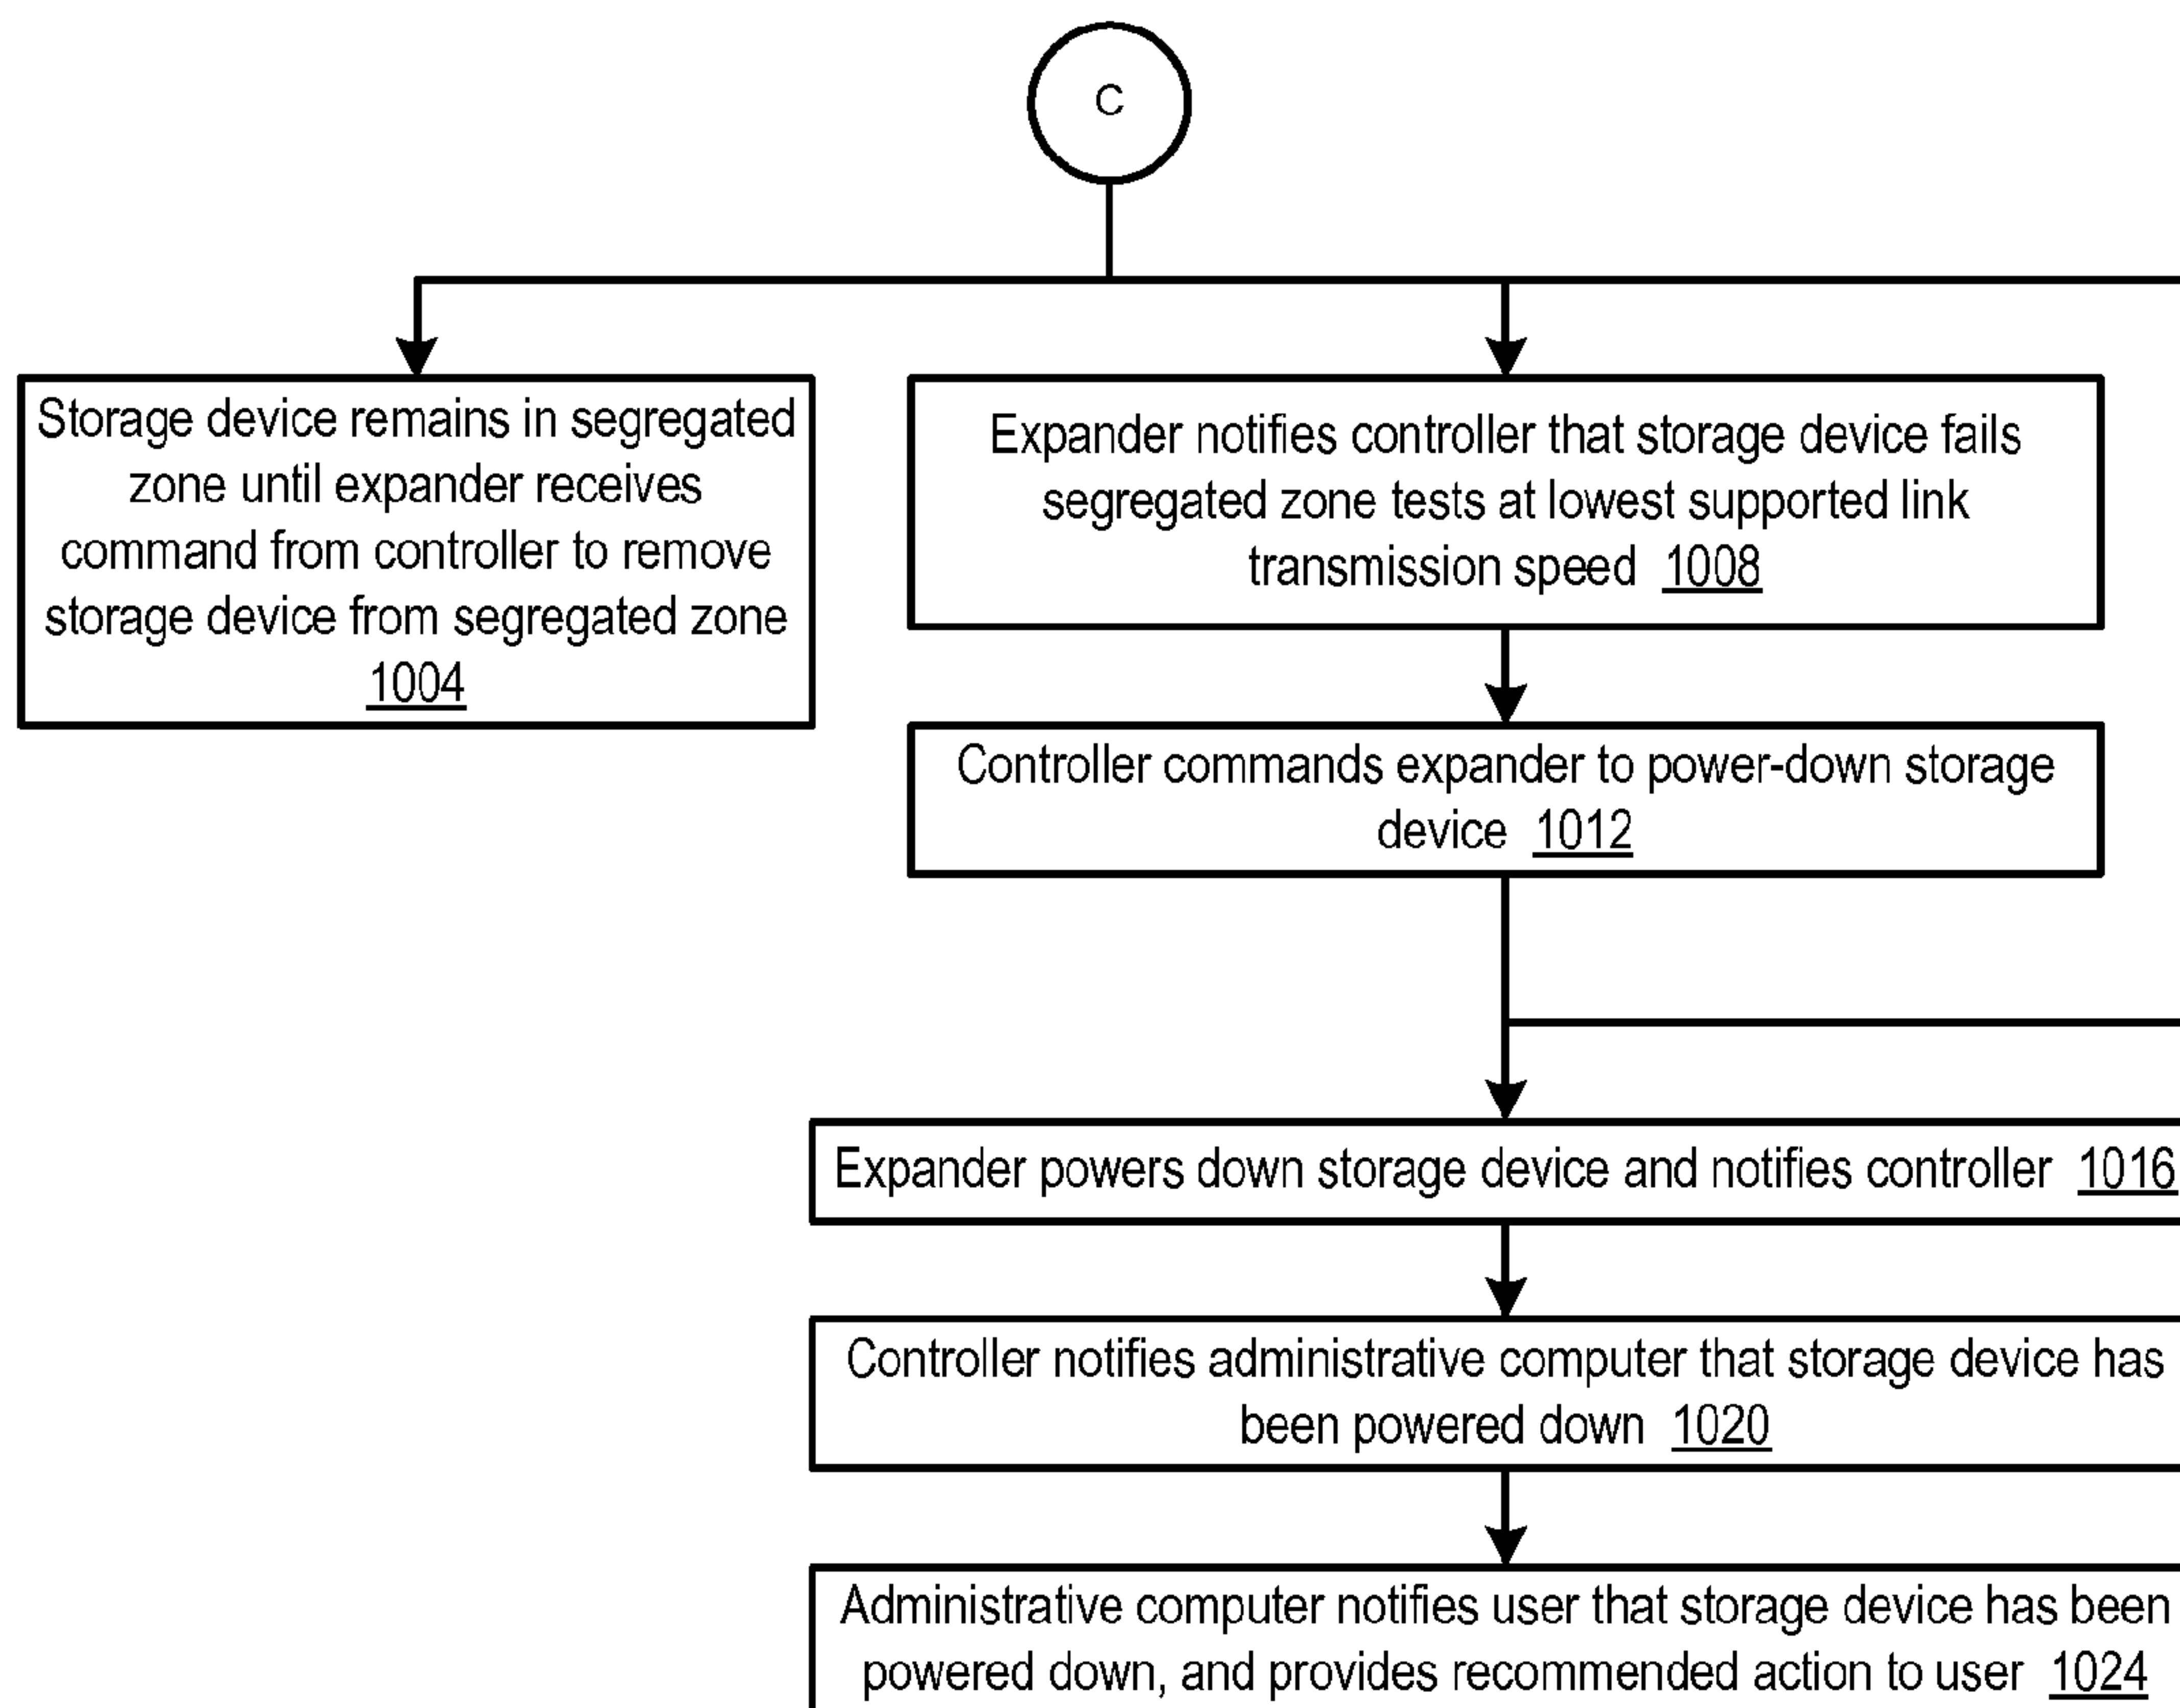 C
Storage device remains in segregated
zone until expander receives
command from controller to remove
storage device from segregated zone
1004
Expander notifies controller that storage device fails
segregated zone tests at lowest supported link
transmission speed 1008
Controller commands expander to power-down storage
device 1012
Expander powers down storage device and notifies controller 1016
Controller notifies administrative computer that storage device has
been powered down 1020
Administrative computer notifies user that storage device has been
powered down, and provides recommended action to user 1024